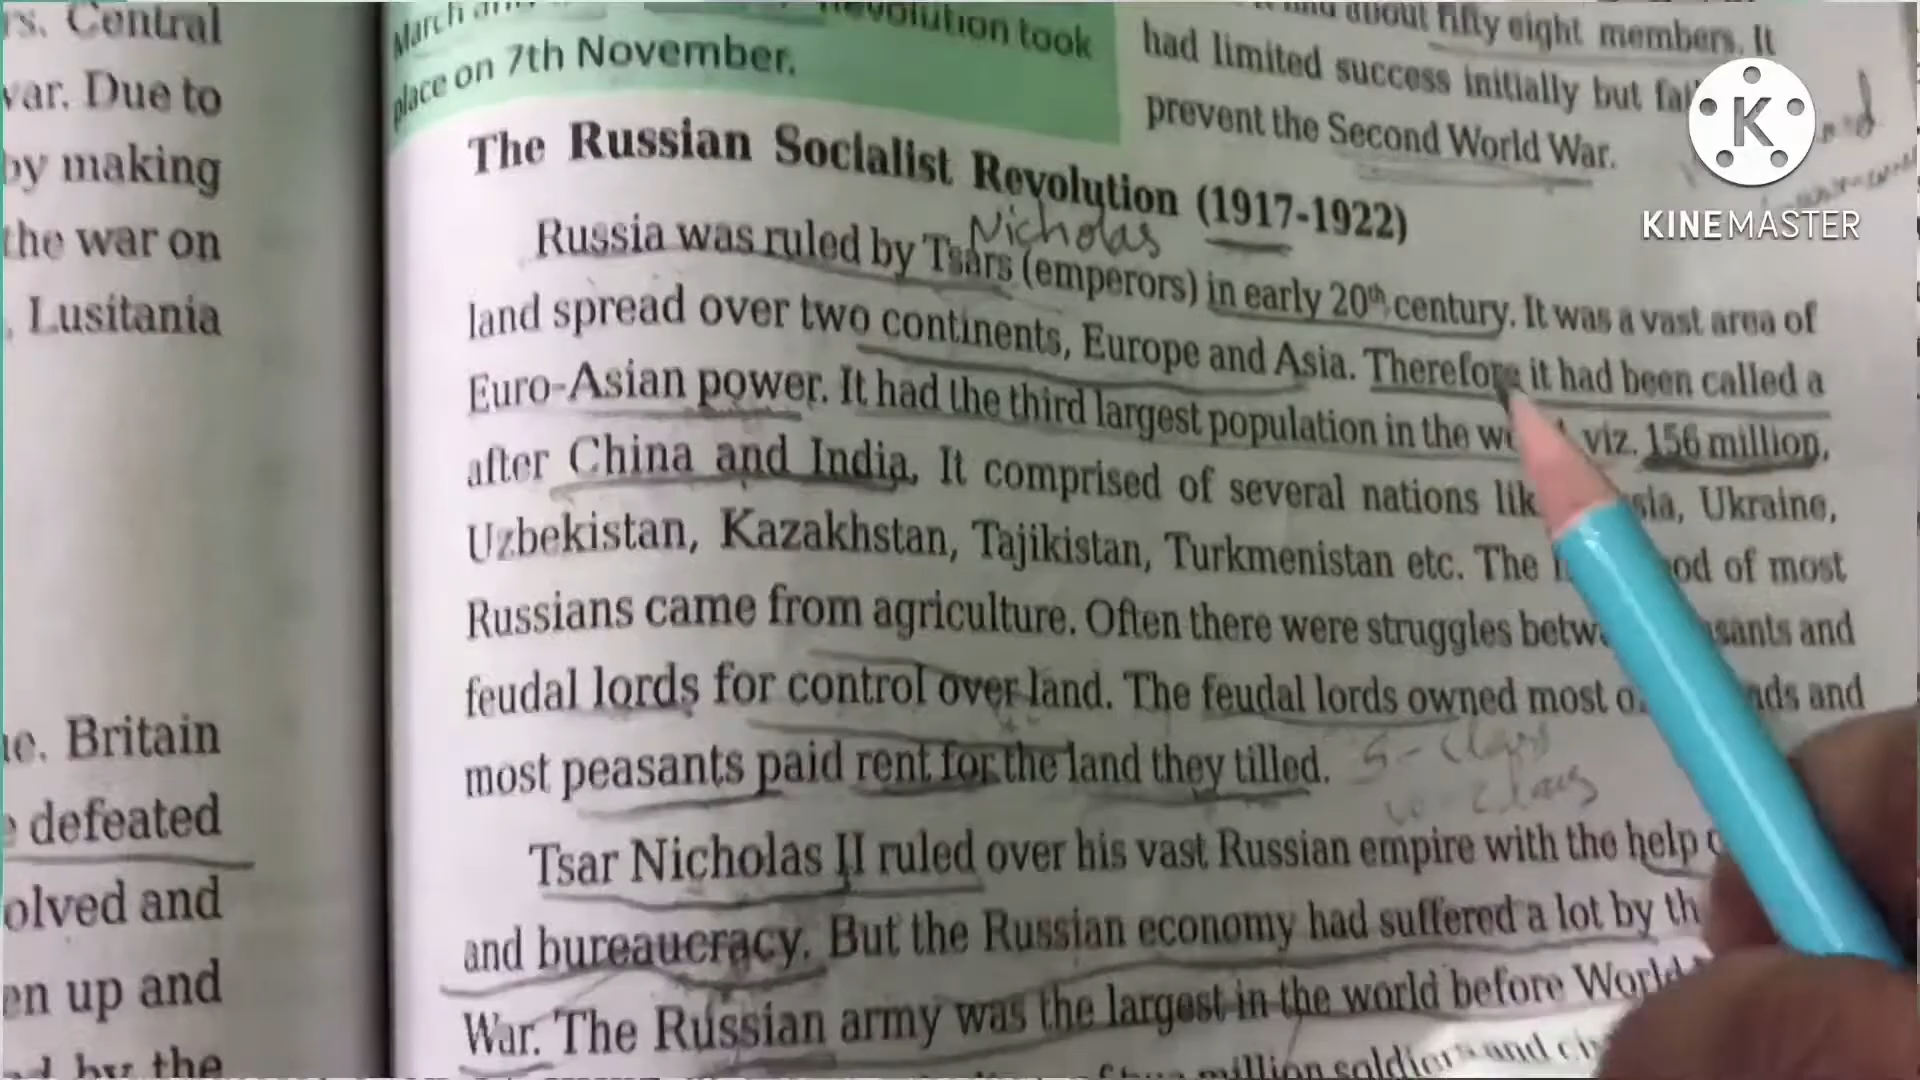 rs. Central
war. Due to
by making
the war on
, Lusitania
Britain
defeated
olved and
en up and
by the
March
Revolution took
place on 7th November.
about fifty eight members. It
had limited success initially but
prevent the Second World War.
The Russian Socialist Revolution (1917-1922)
Nicholas
Russia was ruled by Tsars (emperors) in early 20th century. It was a vast area of
land spread over two continents, Europe and Asia. Therefore it had been called a
Euro-Asian power. It had the third largest population in the viz. 156 million,
after China and India. It comprised of several nations Ukraine,
Uzbekistan, Kazakhstan, Tajikistan, Turkmenistan etc. The of most
Russians came from agriculture. Often there were struggles and
feudal lords for control over land. The feudal lords owned most and
most peasants paid rent for the land they tilled.
Tsar Nicholas II ruled over his vast Russian empire with the help
and bureaucracy. But the Russian economy had suffered a lot by
War. The Russian army was the largest in the world before World
million soldiers and
K
KINEMASTER